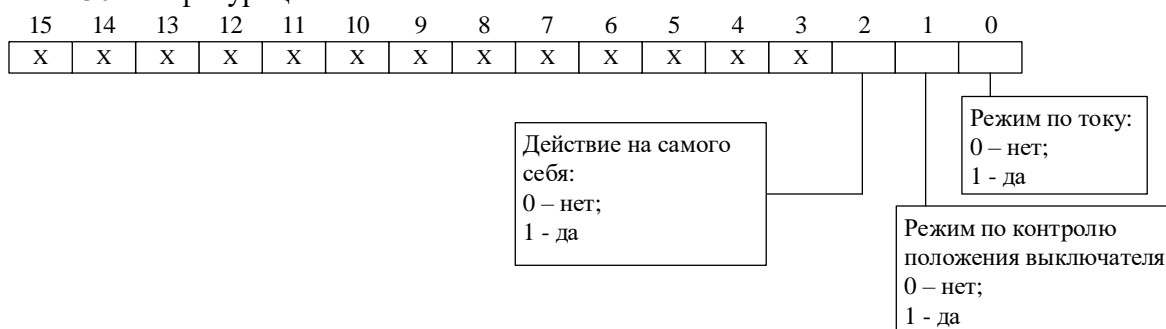 15 14 13 12 11 10 9 8 7 6 5 4 3 2 1 0
X X X X X X X X X X X X X
Режим по току:
0 – нет;
1 - да
Действие на самого
себя:
0 – нет;
1 - да
Режим по контролю
положения выключателя
0 – нет;
1 - да